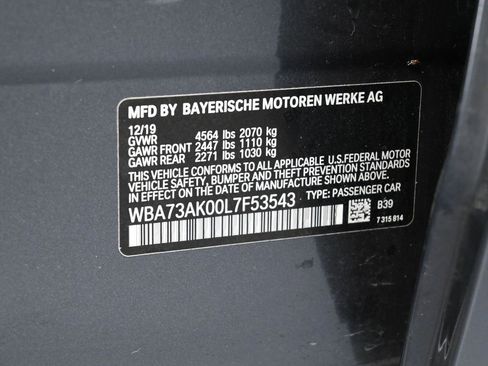 MFD BY BAYERISCHE MOTOREN WERKE AG
12/19
GVWR 4564 lbs 2070 kg
GAWR FRONT 2447 lbs 1110 kg
GAWR REAR 2271 lbs 1030 kg
THIS VEHICLE CONFORMS TO ALL APPLICABLE U.S.FEDERAL MOTOR
VEHICLE SAFETY, BUMPER AND THEFT PREVENTION STANDARDS
IN EFFECT ON THE DATE OF MANUFACTURE SHOWN ABOVE.
WBA73AK00L7F53543 TYPE: PASSENGER CAR
B39
7 315 814